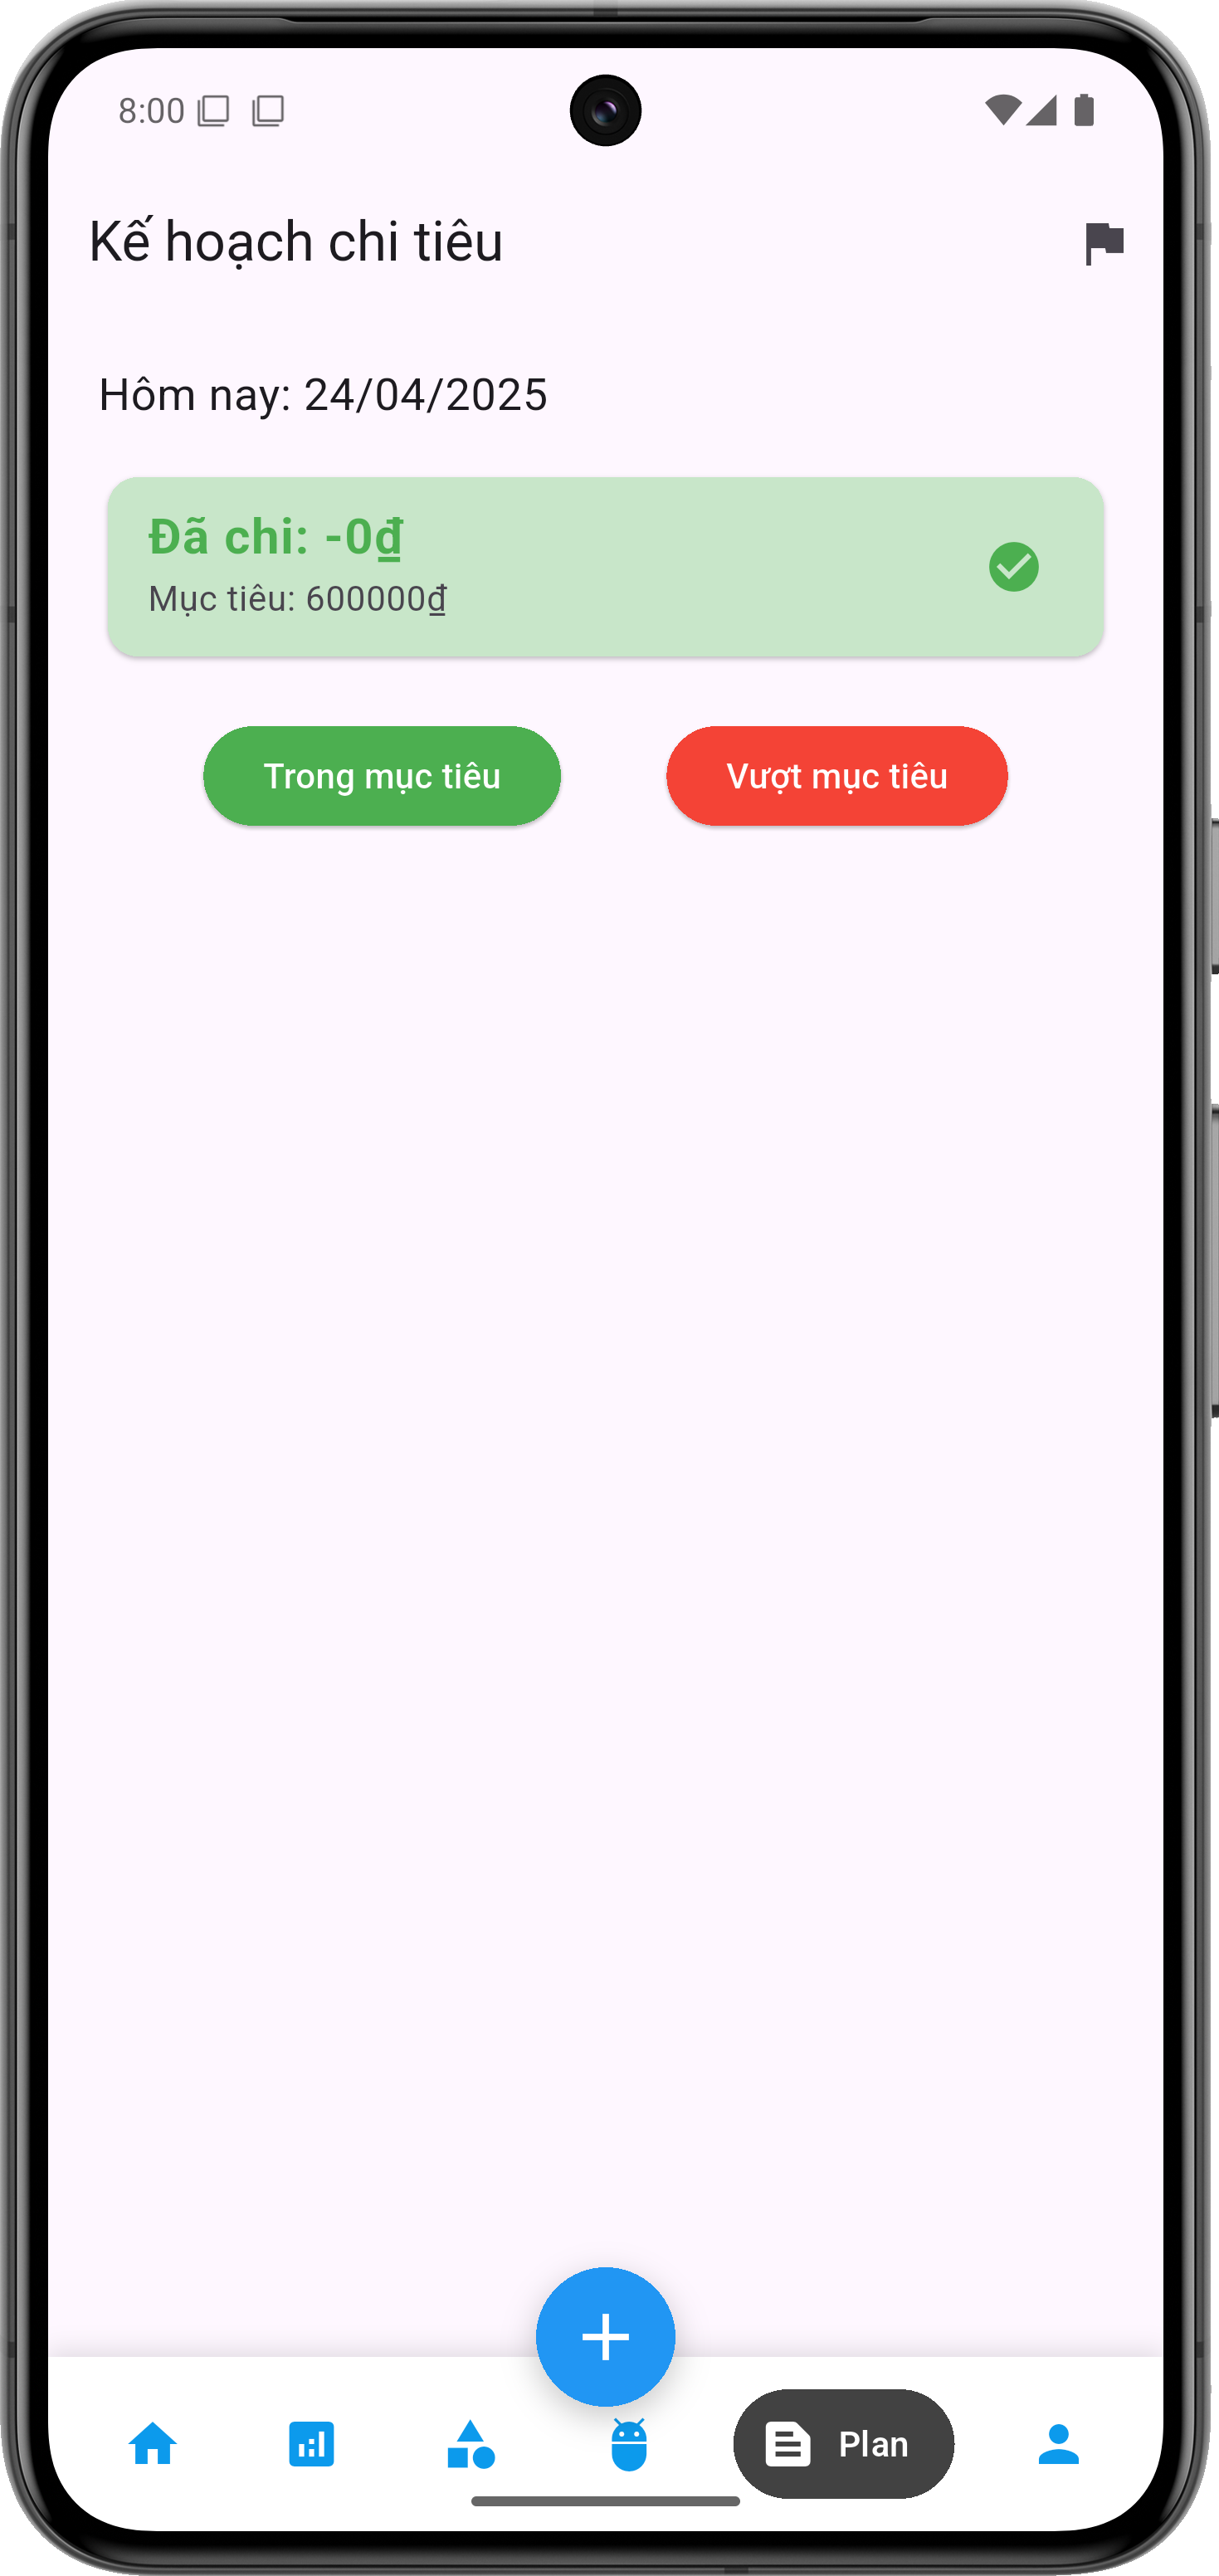 8:00
Kế hoạch chi tiêu
Hôm nay: 24/04/2025
Đã chi: -0₫
Mục tiêu: 600000₫
Trong mục tiêu
Vượt mục tiêu
Plan